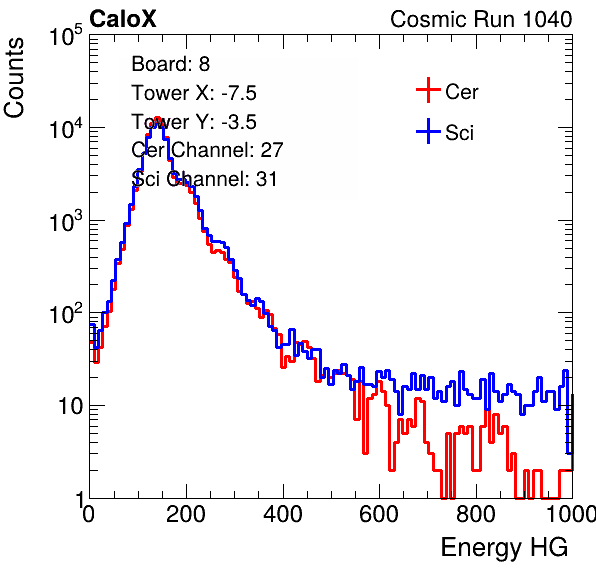 CaloX Cosmic Run 1040
Counts
Board: 8
Tower X: -7.5
Tower Y: -3.5
Cer Channel: 27
Sci Channel: 31
Cer
Sci
10^5
10^4
10^3
10^2
10
1
0 200 400 600 800 1000
Energy HG